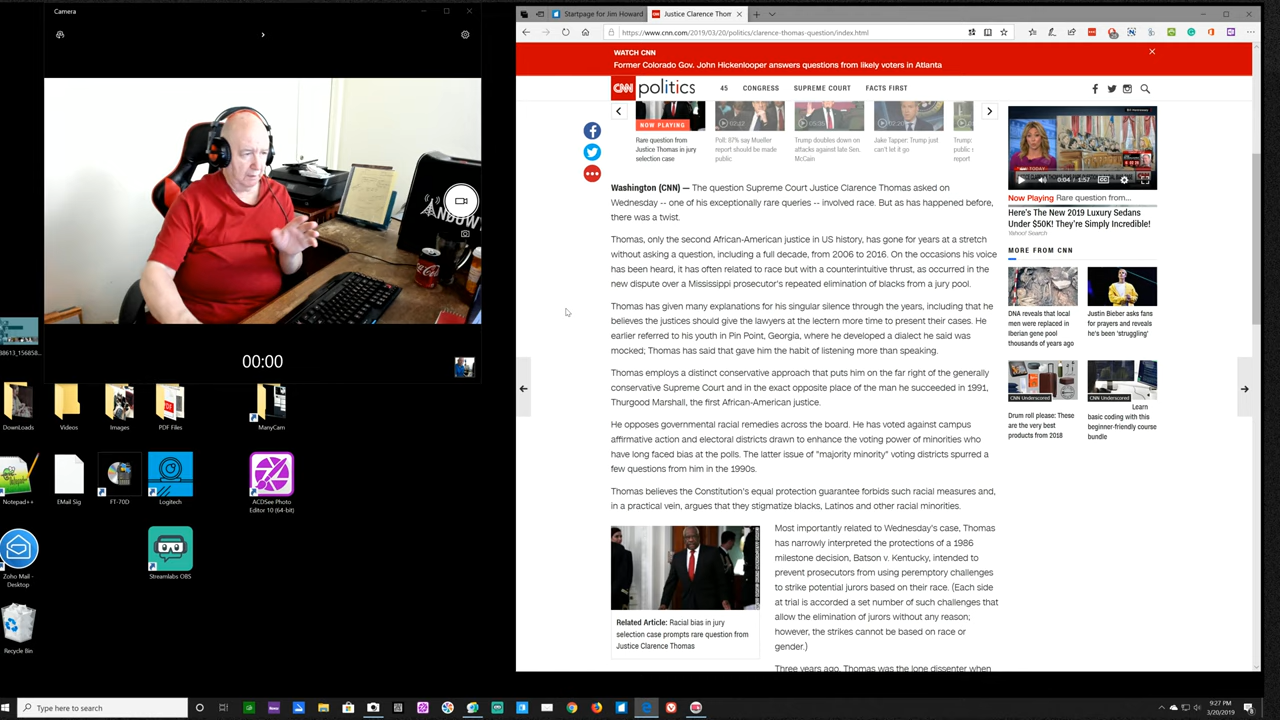 Camera
00:00
38613_156858...
Downloads
Videos
Images
PDF Files
ManyCam
Notepad++
EMail Sig
FT-70D
Logitech
ACDSee Photo
Editor 10 (64-bit)
Zoho Mail -
Desktop
Streamlabs OBS
Recycle Bin
Startpage for Jim Howard
Justice Clarence Thom
https://www.cnn.com/2019/03/20/politics/clarence-thomas-question/index.html
WATCH CNN
Former Colorado Gov. John Hickenlooper answers questions from likely voters in Atlanta
CNN politics
45 CONGRESS SUPREME COURT FACTS FIRST
NOW PLAYING
Rare question from
Justice Thomas in jury
selection case
Poll: 87% say Mueller
report should be made
public
Trump doubles down on
attacks against late Sen.
McCain
Jake Tapper: Trump just
can't let it go
Trump:
public s
report
Washington (CNN) — The question Supreme Court Justice Clarence Thomas asked on
Wednesday -- one of his exceptionally rare queries -- involved race. But as has happened before,
there was a twist.
Thomas, only the second African-American justice in US history, has gone for years at a stretch
without asking a question, including a full decade, from 2006 to 2016. On the occasions his voice
has been heard, it has often related to race but with a counterintuitive thrust, as occurred in the
new dispute over a Mississippi prosecutor's repeated elimination of blacks from a jury pool.
Thomas has given many explanations for his singular silence through the years, including that he
believes the justices should give the lawyers at the lectern more time to present their cases. He
earlier referred to his youth in Pin Point, Georgia, where he developed a dialect he said was
mocked; Thomas has said that gave him the habit of listening more than speaking.
Thomas employs a distinct conservative approach that puts him on the far right of the generally
conservative Supreme Court and in the exact opposite place of the man he succeeded in 1991,
Thurgood Marshall, the first African-American justice.
He opposes governmental racial remedies across the board. He has voted against campus
affirmative action and electoral districts drawn to enhance the voting power of minorities who
have long faced bias at the polls. The latter issue of "majority minority" voting districts spurred a
few questions from him in the 1990s.
Thomas believes the Constitution's equal protection guarantee forbids such racial measures and,
in a practical vein, argues that they stigmatize blacks, Latinos and other racial minorities.
Related Article: Racial bias in jury
selection case prompts rare question from
Justice Clarence Thomas
Most importantly related to Wednesday's case, Thomas
has narrowly interpreted the protections of a 1986
milestone decision, Batson v. Kentucky, intended to
prevent prosecutors from using peremptory challenges
to strike potential jurors based on their race. (Each side
at trial is accorded a set number of such challenges that
allow the elimination of jurors without any reason;
however, the strikes cannot be based on race or
gender.)
Three years ago, Thomas was the lone dissenter when
0:04 / 1:57
Now Playing Rare question from...
Here's The New 2019 Luxury Sedans
Under $50K! They're Simply Incredible!
Yahoo! Search
MORE FROM CNN
DNA reveals that local
men were replaced in
Iberian gene pool
thousands of years ago
Justin Bieber asks fans
for prayers and reveals
he's been 'struggling'
CNN Underscored
Drum roll please: These
are the very best
products from 2018
CNN Underscored
Learn
basic coding with this
beginner-friendly course
bundle
Type here to search
9:27 PM
3/20/2019